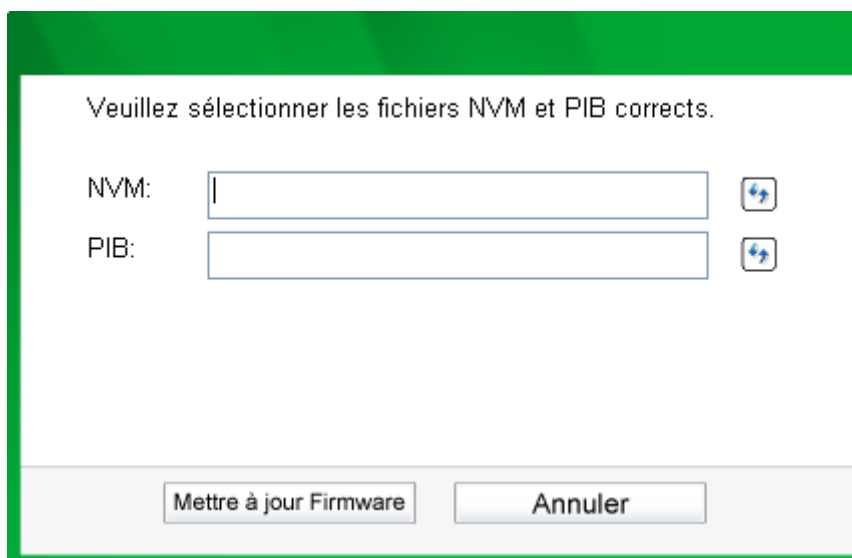 Veuillez sélectionner les fichiers NVM et PIB corrects.
NVM:
PIB:
Mettre à jour Firmware
Annuler